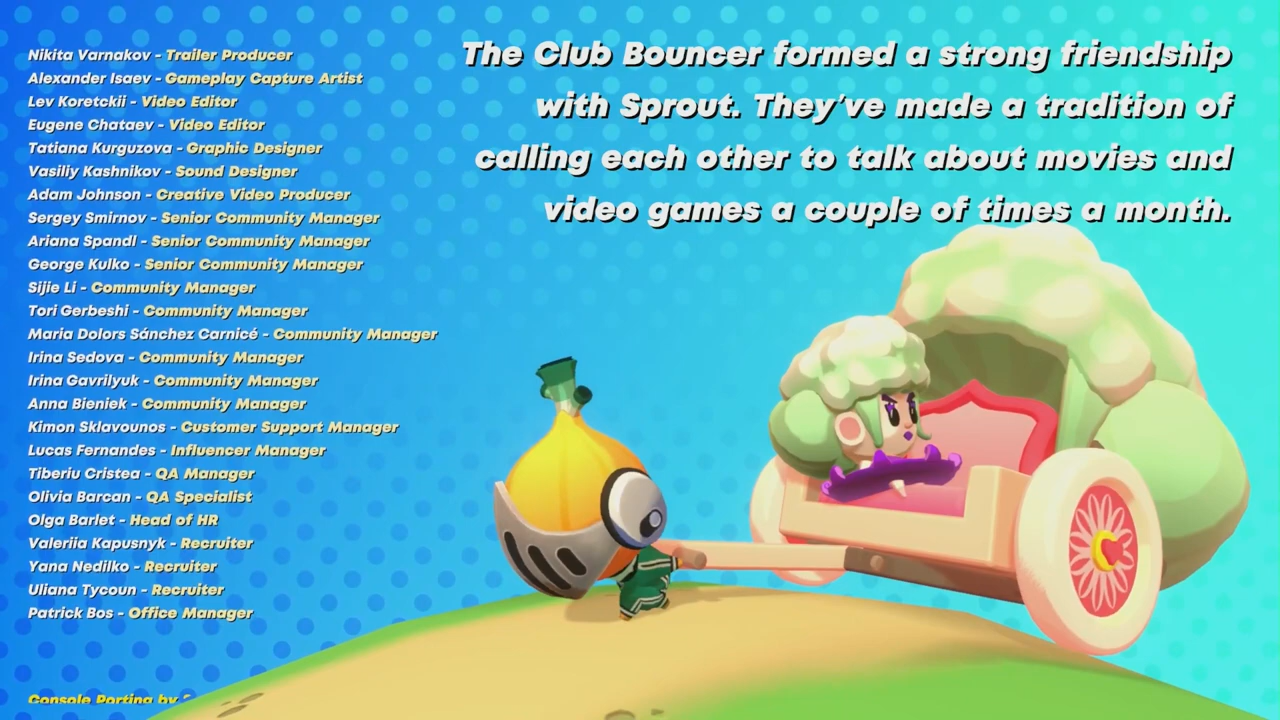 Nikita Varnakov - Trailer Producer
Alexander Isaev - Gameplay Capture Artist
Lev Koretckii - Video Editor
Eugene Chataev - Video Editor
Tatiana Kurguzova - Graphic Designer
Vasiliy Kashnikov - Sound Designer
Adam Johnson - Creative Video Producer
Sergey Smirnov - Senior Community Manager
Ariana Spandl - Senior Community Manager
George Kulko - Senior Community Manager
Sijie Li - Community Manager
Tori Gerbeshi - Community Manager
Maria Dolors Sánchez Carnicé - Community Manager
Irina Sedova - Community Manager
Irina Gavrilyuk - Community Manager
Anna Bieniek - Community Manager
Kimon Sklavounos - Customer Support Manager
Lucas Fernandes - Influencer Manager
Tiberiu Cristea - QA Manager
Olivia Barcan - QA Specialist
Olga Barlet - Head of HR
Valeriia Kapusnyk - Recruiter
Yana Nedilko - Recruiter
Uliana Tycoun - Recruiter
Patrick Bos - Office Manager
Console Porting by
The Club Bouncer formed a strong friendship
with Sprout. They've made a tradition of
calling each other to talk about movies and
video games a couple of times a month.